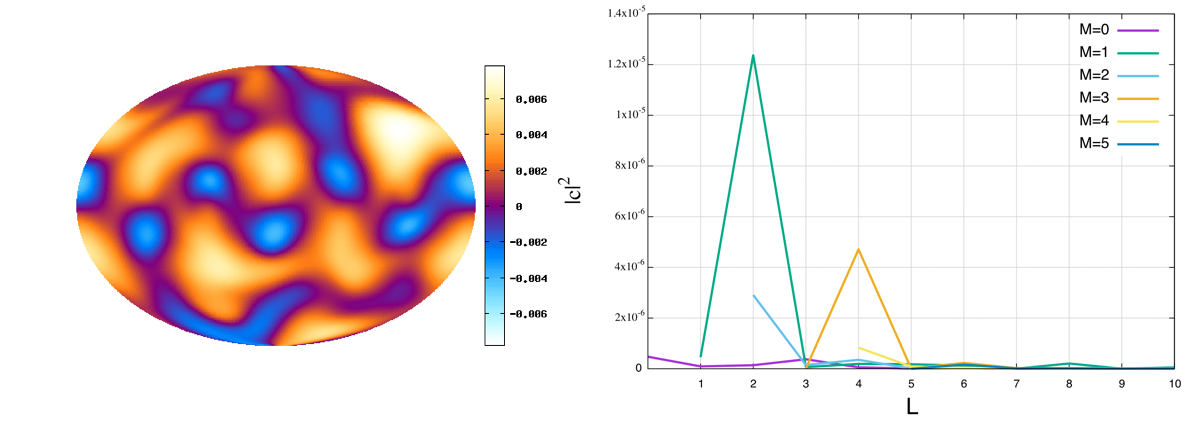 0.006
0.004
0.002
0
-0.002
-0.004
-0.006
|c|²
1.4x10⁻⁵
1.2x10⁻⁵
1x10⁻⁵
8x10⁻⁶
6x10⁻⁶
4x10⁻⁶
2x10⁻⁶
0
M=0
M=1
M=2
M=3
M=4
M=5
1 2 3 4 5 6 7 8 9 10
L